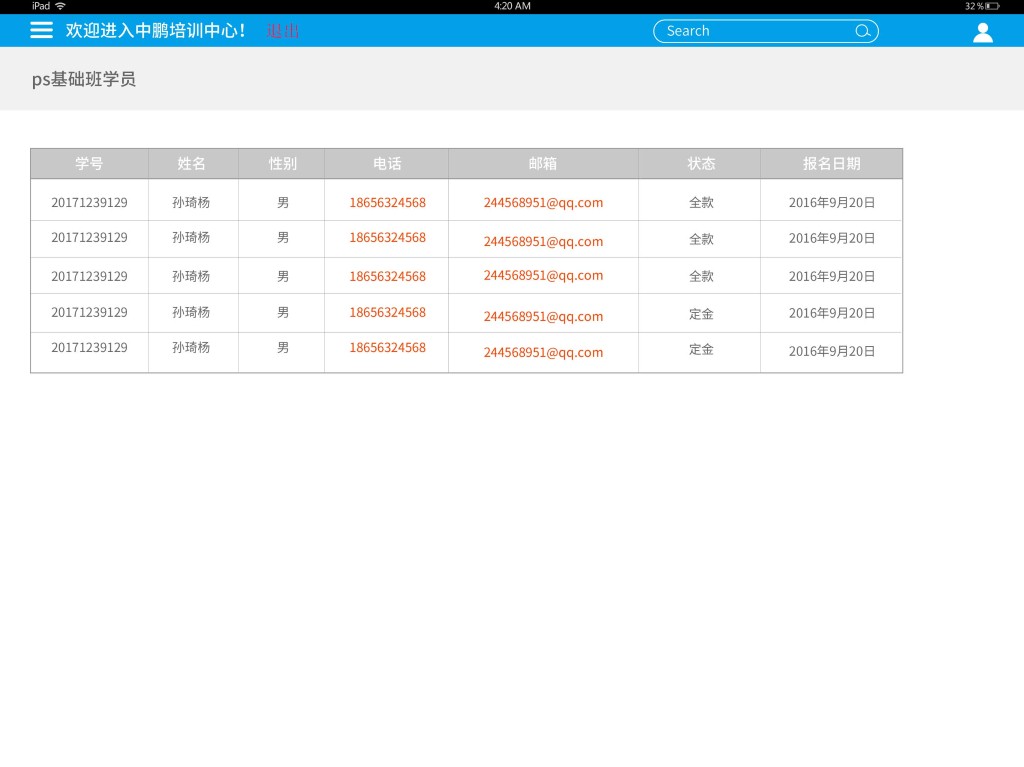 iPad 4:20 AM 32%
欢迎进入中鹏培训中心！ 退出 Search
ps基础班学员
学号 姓名 性别 电话 邮箱 状态 报名日期
20171239129 孙琦杨 男 18656324568 244568951@qq.com 全款 2016年9月20日
20171239129 孙琦杨 男 18656324568 244568951@qq.com 全款 2016年9月20日
20171239129 孙琦杨 男 18656324568 244568951@qq.com 全款 2016年9月20日
20171239129 孙琦杨 男 18656324568 244568951@qq.com 定金 2016年9月20日
20171239129 孙琦杨 男 18656324568 244568951@qq.com 定金 2016年9月20日